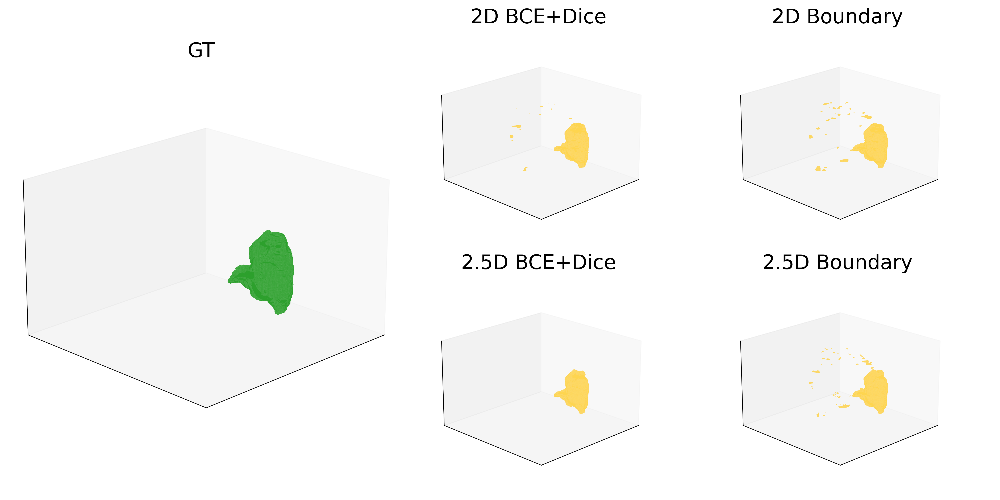 GT
2D BCE+Dice
2D Boundary
2.5D BCE+Dice
2.5D Boundary